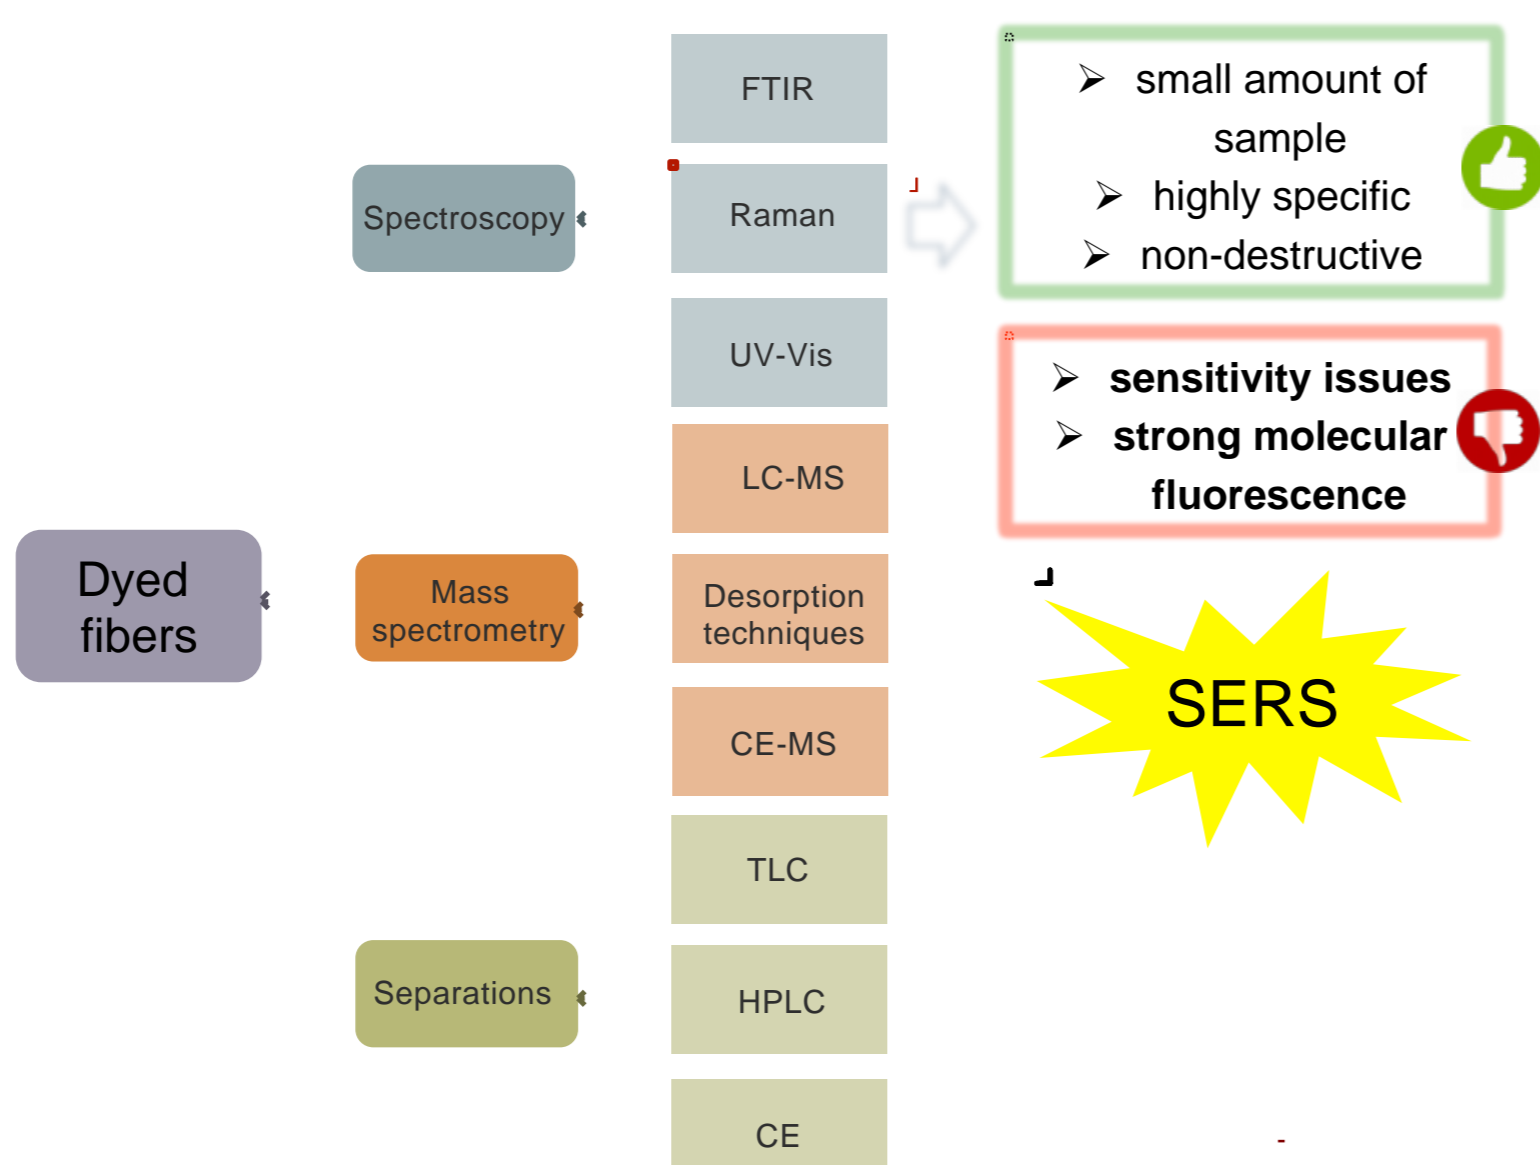 Dyed
fibers
Spectroscopy
FTIR
Raman
UV-Vis
Mass
spectrometry
LC-MS
Desorption
techniques
CE-MS
Separations
TLC
HPLC
CE
➢ small amount of
sample
➢ highly specific
➢ non-destructive
➢ sensitivity issues
➢ strong molecular
fluorescence
SERS